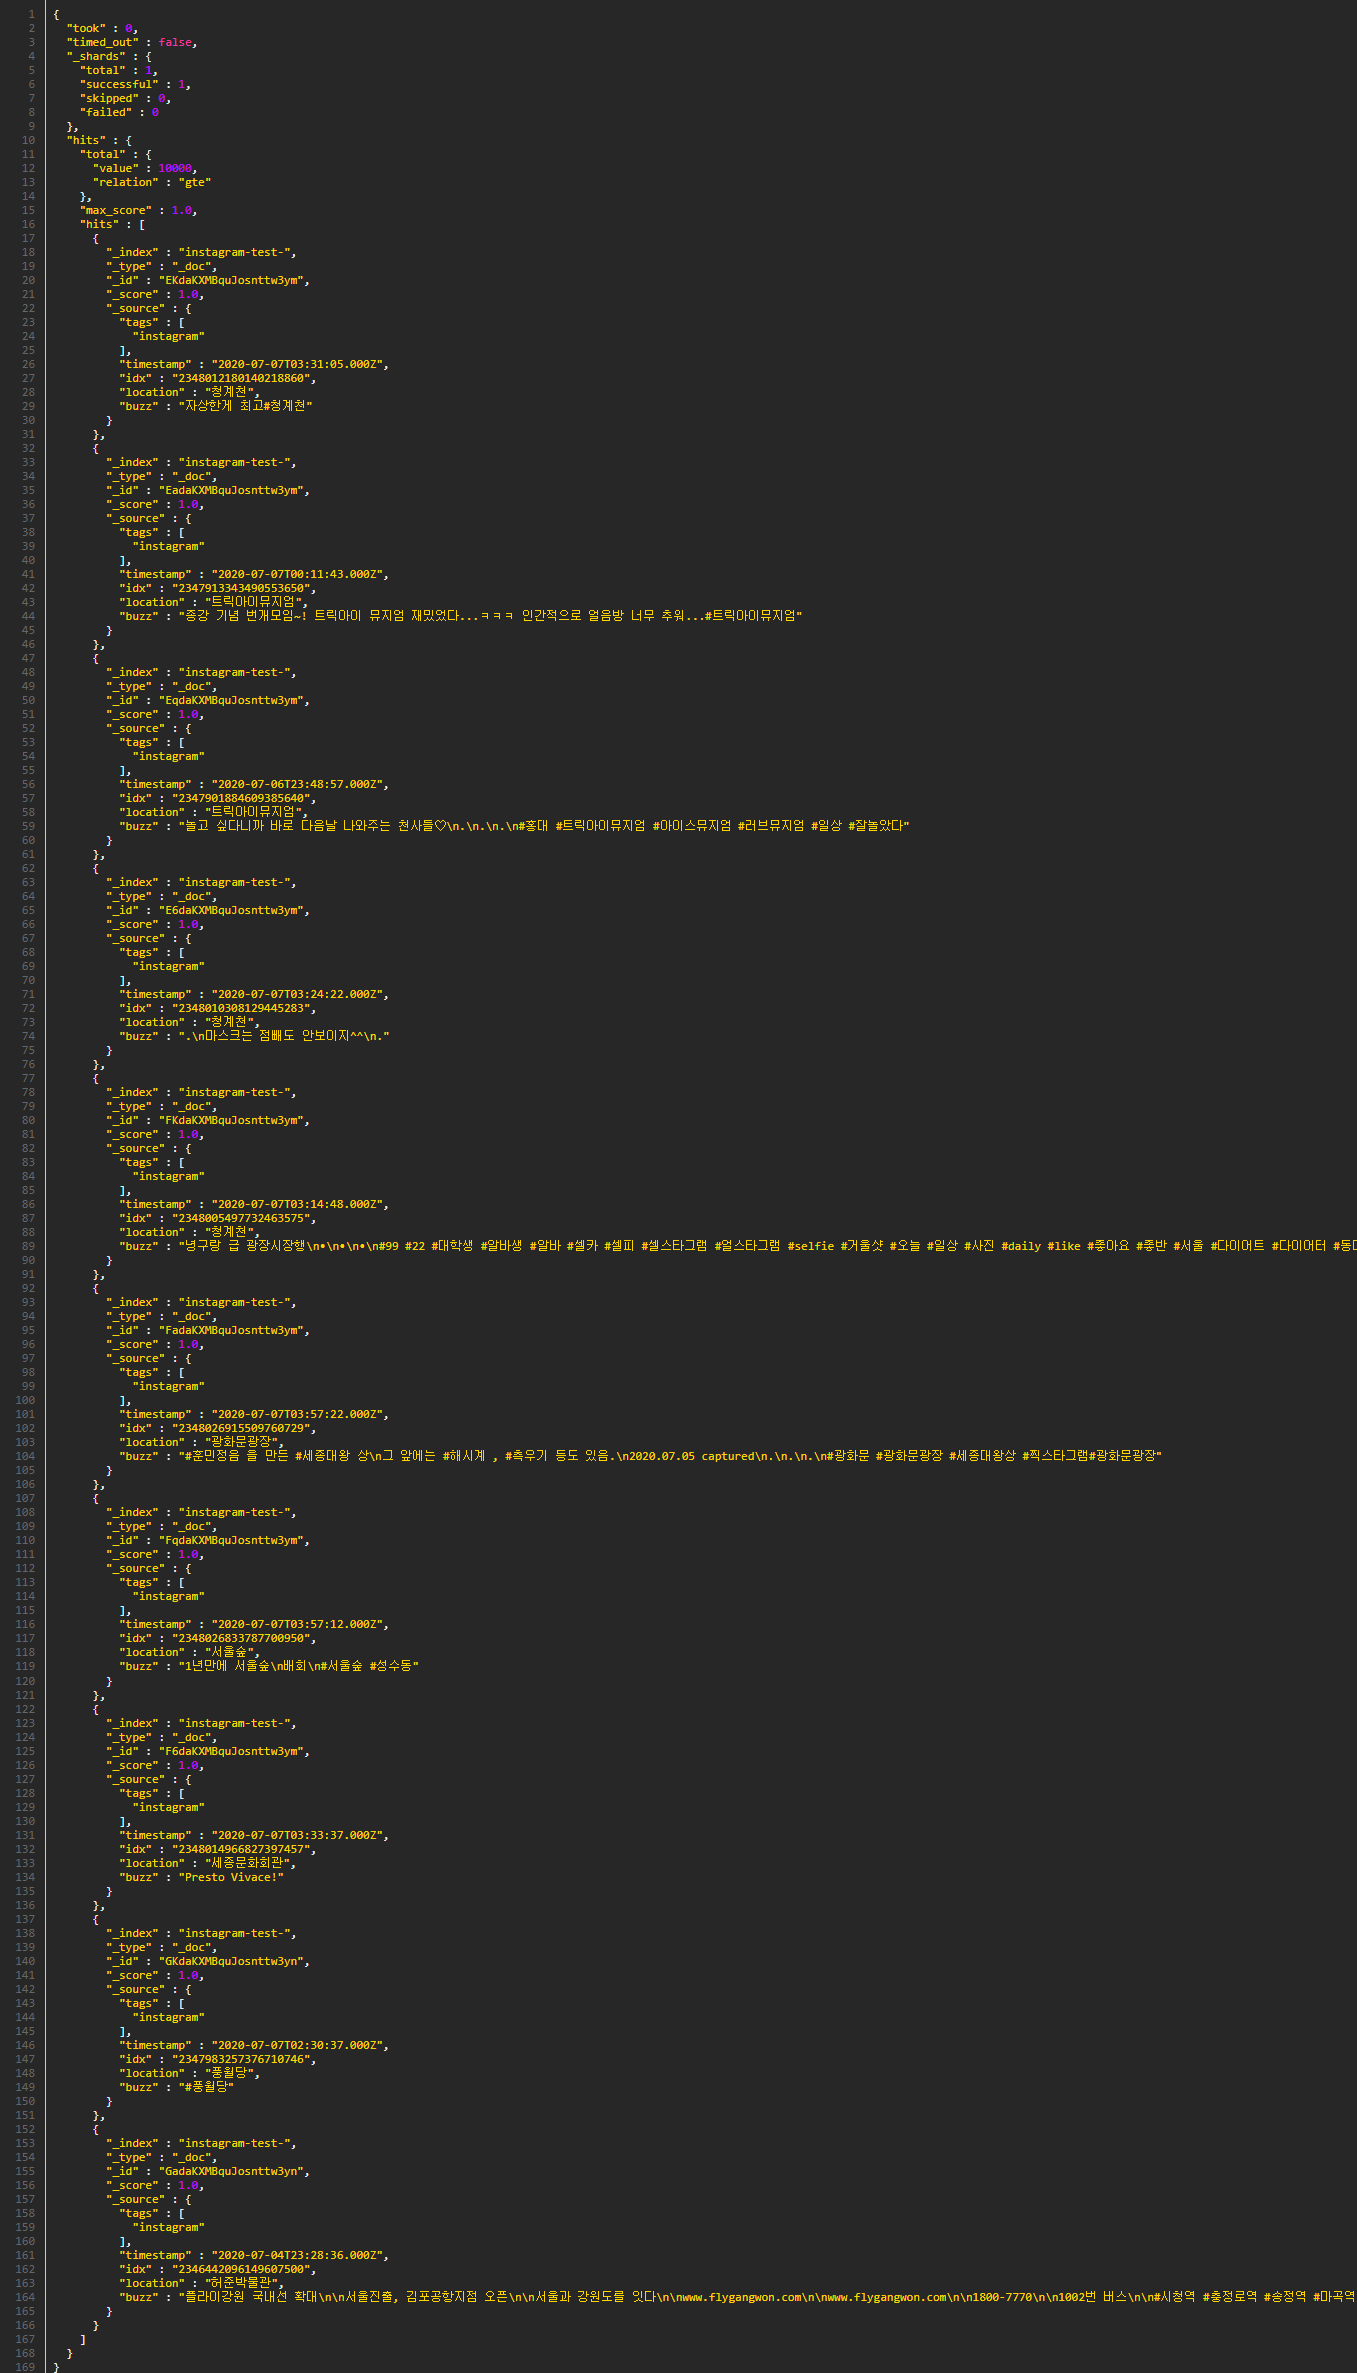 1 {
2 "took" : 0,
3 "timed_out" : false,
4 "_shards" : {
5 "total" : 1,
6 "successful" : 1,
7 "skipped" : 0,
8 "failed" : 0
9 },
10 "hits" : {
11 "total" : {
12 "value" : 10000,
13 "relation" : "gte"
14 },
15 "max_score" : 1.0,
16 "hits" : [
17 {
18 "_index" : "instagram-test-",
19 "_type" : "_doc",
20 "_id" : "EKdaKXMBquJosnttw3ym",
21 "_score" : 1.0,
22 "_source" : {
23 "tags" : [
24 "instagram"
25 ],
26 "timestamp" : "2020-07-07T03:31:05.000Z",
27 "idx" : "2348012180140218860",
28 "location" : "청계천",
29 "buzz" : "자상한게 최고#청계천"
30 }
31 },
32 {
33 "_index" : "instagram-test-",
34 "_type" : "_doc",
35 "_id" : "EadaKXMBquJosnttw3ym",
36 "_score" : 1.0,
37 "_source" : {
38 "tags" : [
39 "instagram"
40 ],
41 "timestamp" : "2020-07-07T00:11:43.000Z",
42 "idx" : "2347913343490553650",
43 "location" : "트릭아이뮤지엄",
44 "buzz" : "종강 기념 번개모임~! 트릭아이 뮤지엄 재밌었다...ㅋㅋㅋ 인간적으로 얼음방 너무 추워...#트릭아이뮤지엄"
45 }
46 },
47 {
48 "_index" : "instagram-test-",
49 "_type" : "_doc",
50 "_id" : "EqdaKXMBquJosnttw3ym",
51 "_score" : 1.0,
52 "_source" : {
53 "tags" : [
54 "instagram"
55 ],
56 "timestamp" : "2020-07-06T23:48:57.000Z",
57 "idx" : "2347901884609385640",
58 "location" : "트릭아이뮤지엄",
59 "buzz" : "놀고 싶다니까 바로 다음날 나와주는 천사들♡\n.\n.\n.\n#홍대 #트릭아이뮤지엄 #아이스뮤지엄 #러브뮤지엄 #일상 #잘놀았다"
60 }
61 },
62 {
63 "_index" : "instagram-test-",
64 "_type" : "_doc",
65 "_id" : "E6daKXMBquJosnttw3ym",
66 "_score" : 1.0,
67 "_source" : {
68 "tags" : [
69 "instagram"
70 ],
71 "timestamp" : "2020-07-07T03:24:22.000Z",
72 "idx" : "2348010308129445283",
73 "location" : "청계천",
74 "buzz" : ".\n마스크는 점빼도 안보이지^^\n."
75 }
76 },
77 {
78 "_index" : "instagram-test-",
79 "_type" : "_doc",
80 "_id" : "FKdaKXMBquJosnttw3ym",
81 "_score" : 1.0,
82 "_source" : {
83 "tags" : [
84 "instagram"
85 ],
86 "timestamp" : "2020-07-07T03:14:48.000Z",
87 "idx" : "2348005497732463575",
88 "location" : "청계천",
89 "buzz" : "녕구랑 급 광장시장행\n•\n•\n•\n#99 #22 #대학생 #알바생 #알바 #셀카 #셀피 #셀스타그램 #얼스타그램 #selfie #거울샷 #오늘 #일상 #사진 #daily #like #좋아요 #좋반 #서울 #다이어트 #다이어터
90 }
91 },
92 {
93 "_index" : "instagram-test-",
94 "_type" : "_doc",
95 "_id" : "FadaKXMBquJosnttw3ym",
96 "_score" : 1.0,
97 "_source" : {
98 "tags" : [
99 "instagram"
100 ],
101 "timestamp" : "2020-07-07T03:57:22.000Z",
102 "idx" : "2348026915509760729",
103 "location" : "광화문광장",
104 "buzz" : "#훈민정음 을 만든 #세종대왕 상\n그 앞에는 #해시계 , #측우기 등도 있음.\n2020.07.05 captured\n.\n.\n.\n#광화문 #광화문광장 #세종대왕상 #찍스타그램#광화문광장"
105 }
106 },
107 {
108 "_index" : "instagram-test-",
109 "_type" : "_doc",
110 "_id" : "FqdaKXMBquJosnttw3ym",
111 "_score" : 1.0,
112 "_source" : {
113 "tags" : [
114 "instagram"
115 ],
116 "timestamp" : "2020-07-07T03:57:12.000Z",
117 "idx" : "2348026833787700950",
118 "location" : "서울숲",
119 "buzz" : "1년만에 서울숲\n배회\n#서울숲 #성수동"
120 }
121 },
122 {
123 "_index" : "instagram-test-",
124 "_type" : "_doc",
125 "_id" : "F6daKXMBquJosnttw3ym",
126 "_score" : 1.0,
127 "_source" : {
128 "tags" : [
129 "instagram"
130 ],
131 "timestamp" : "2020-07-07T03:33:37.000Z",
132 "idx" : "2348014966827397457",
133 "location" : "세종문화회관",
134 "buzz" : "Presto Vivace!"
135 }
136 },
137 {
138 "_index" : "instagram-test-",
139 "_type" : "_doc",
140 "_id" : "GKdaKXMBquJosnttw3yn",
141 "_score" : 1.0,
142 "_source" : {
143 "tags" : [
144 "instagram"
145 ],
146 "timestamp" : "2020-07-07T02:30:37.000Z",
147 "idx" : "2347983257376710746",
148 "location" : "풍월당",
149 "buzz" : "#풍월당"
150 }
151 },
152 {
153 "_index" : "instagram-test-",
154 "_type" : "_doc",
155 "_id" : "GadaKXMBquJosnttw3yn",
156 "_score" : 1.0,
157 "_source" : {
158 "tags" : [
159 "instagram"
160 ],
161 "timestamp" : "2020-07-04T23:28:36.000Z",
162 "idx" : "2346442096149607500",
163 "location" : "허준박물관",
164 "buzz" : "플라이강원 국내선 확대\n\n서울진출, 김포공항지점 오픈\n\n서울과 강원도를 잇다\n\nwww.flygangwon.com\n\nwww.flygangwon.com\n\n1800-7770\n\n1002번 버스\n\n#시청역 #충정로역 #송정역 #마곡역
165 }
166 }
167 ]
168 }
169 }